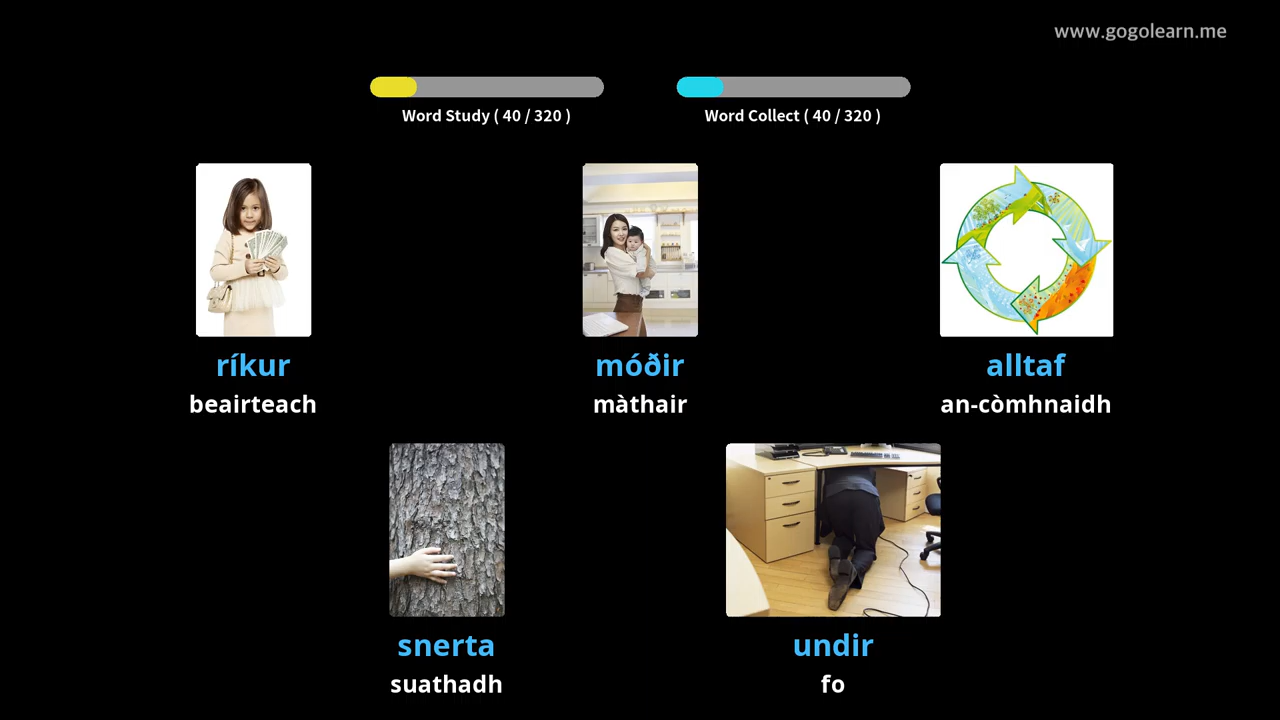 www.gogolearn.me
Word Study ( 40 / 320 )
Word Collect ( 40 / 320 )
ríkur
beairteach
móðir
màthair
alltaf
an-còmhnaidh
snerta
suathadh
undir
fo